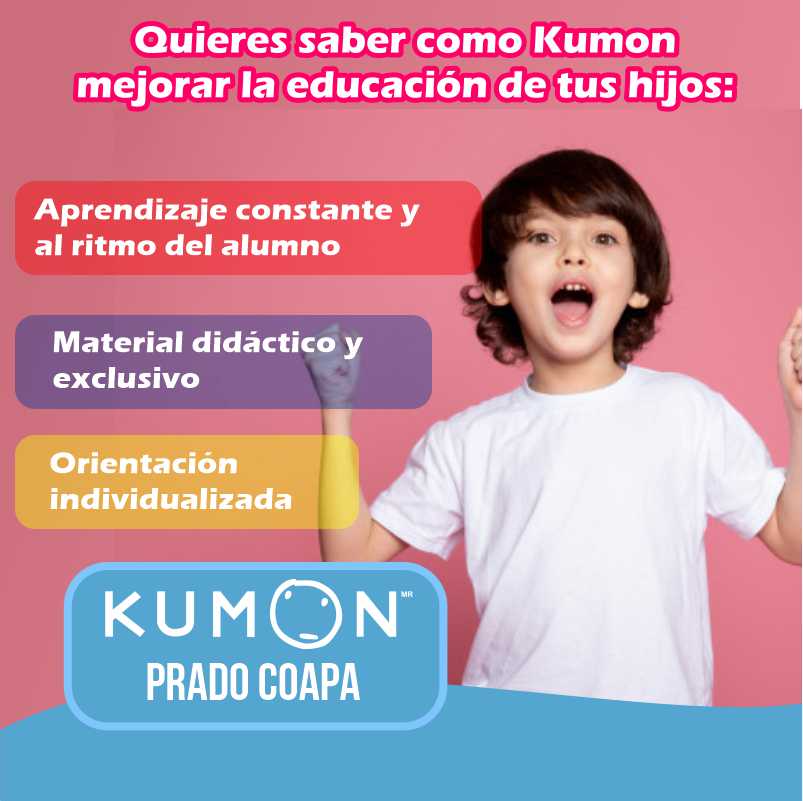 Quieres saber como Kumon
mejorar la educación de tus hijos:
Aprendizaje constante y
al ritmo del alumno
Material didáctico y
exclusivo
Orientación
individualizada
KUMON MR
PRADO COAPA